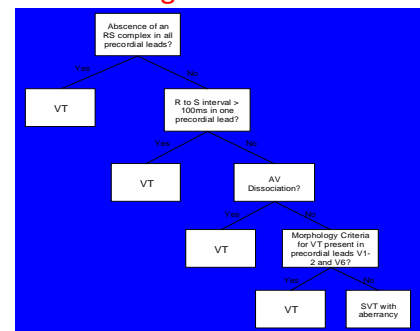 Abscence of an
RS complex in all
precordial leads?
Yes
No
VT
R to S interval >
100ms in one
precordial lead?
Yes
No
VT
AV
Dissociation?
Yes
No
VT
Morphology Criteria
for VT present in
precordial leads V1-
2 and V6?
Yes
No
VT
SVT with
aberrancy